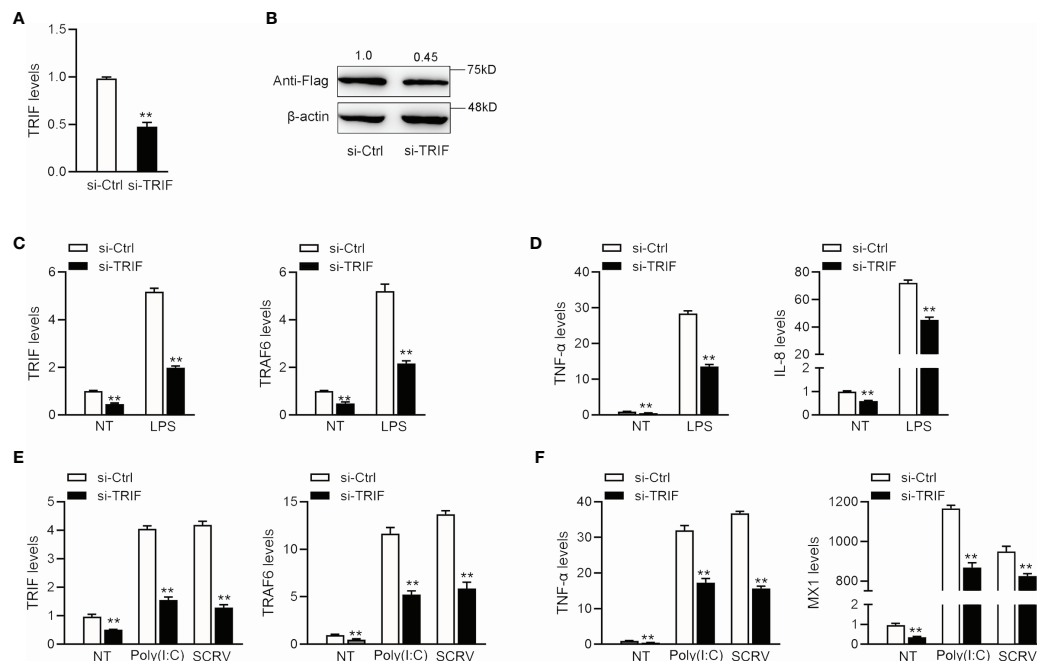 A
1.5
1.0
0.5
0.0
TRIF levels
**
si-Ctrl si-TRIF
B
1.0 0.45
Anti-Flag
75kD
β-actin
48kD
si-Ctrl si-TRIF
C
si-Ctrl
si-TRIF
6
4
2
0
TRIF levels
**
**
NT LPS
si-Ctrl
si-TRIF
6
4
2
0
TRAF6 levels
**
**
NT LPS
D
si-Ctrl
si-TRIF
40
30
20
10
0
TNF-α levels
**
**
NT LPS
si-Ctrl
si-TRIF
80
60
40
20
2
1
0
IL-8 levels
**
**
NT LPS
E
si-Ctrl
si-TRIF
5
4
3
2
1
0
TRIF levels
**
**
**
NT Poly(I:C) SCRV
si-Ctrl
si-TRIF
15
10
5
0
TRAF6 levels
**
**
**
NT Poly(I:C) SCRV
F
si-Ctrl
si-TRIF
40
30
20
10
0
TNF-α levels
**
**
**
NT Poly(I:C) SCRV
si-Ctrl
si-TRIF
1200
1000
800
2
1
0
MX1 levels
**
**
**
NT Poly(I:C) SCRV